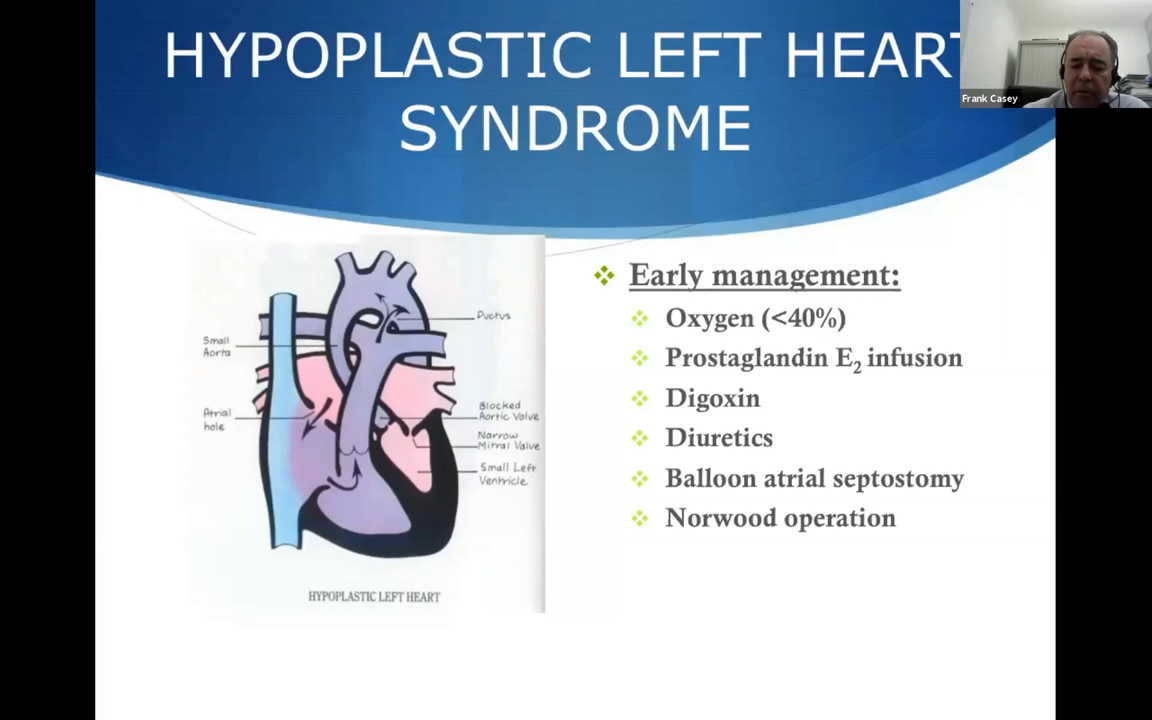 HYPOPLASTIC LEFT HEART
SYNDROME
Frank Casey
Early management:
Oxygen (<40%)
Prostaglandin E₂ infusion
Digoxin
Diuretics
Balloon atrial septostomy
Norwood operation
Ductus
Small
Aorta
Atrial
hole
Blocked
Aortic Valve
Narrow
Mitral Valve
Small Left
Ventricle
HYPOPLASTIC LEFT HEART